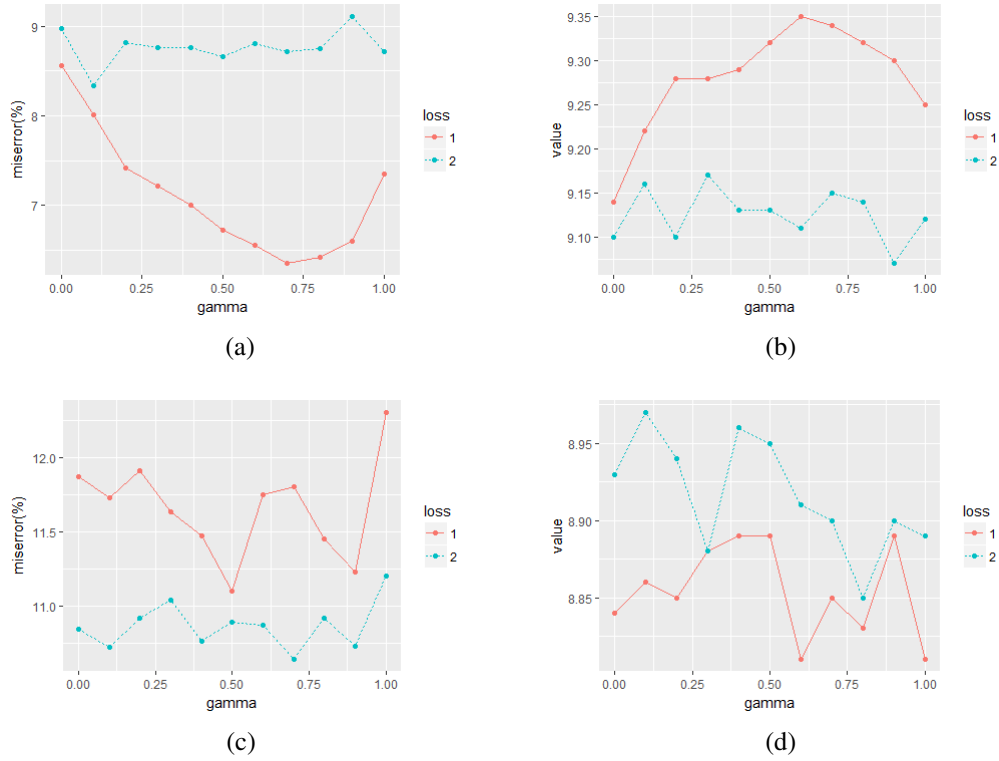 9
8
7
miserror(%)
0.00 0.25 0.50 0.75 1.00
gamma
loss
1
2
(a)
9.35
9.30
9.25
9.20
9.15
9.10
value
0.00 0.25 0.50 0.75 1.00
gamma
loss
1
2
(b)
12.0
11.5
11.0
miserror(%)
0.00 0.25 0.50 0.75 1.00
gamma
loss
1
2
(c)
8.95
8.90
8.85
value
0.00 0.25 0.50 0.75 1.00
gamma
loss
1
2
(d)